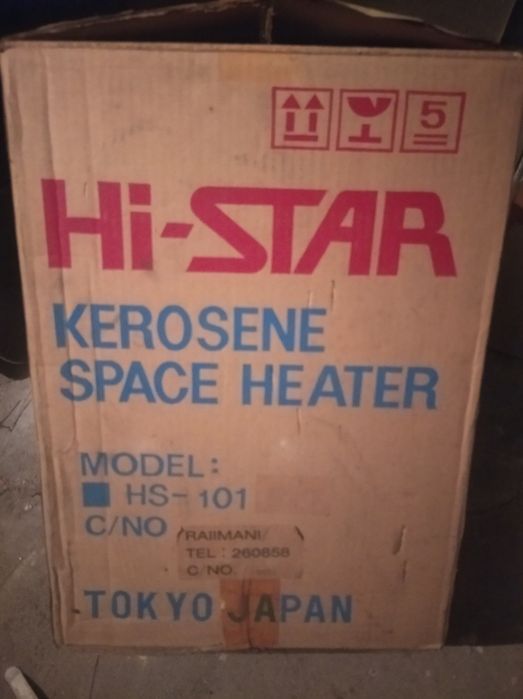 5
Hi-STAR
KEROSENE
SPACE HEATER
MODEL:
HS-101
C/NO
RAIIMANI/
TEL: 260858
C/NO.
TOKYO JAPAN